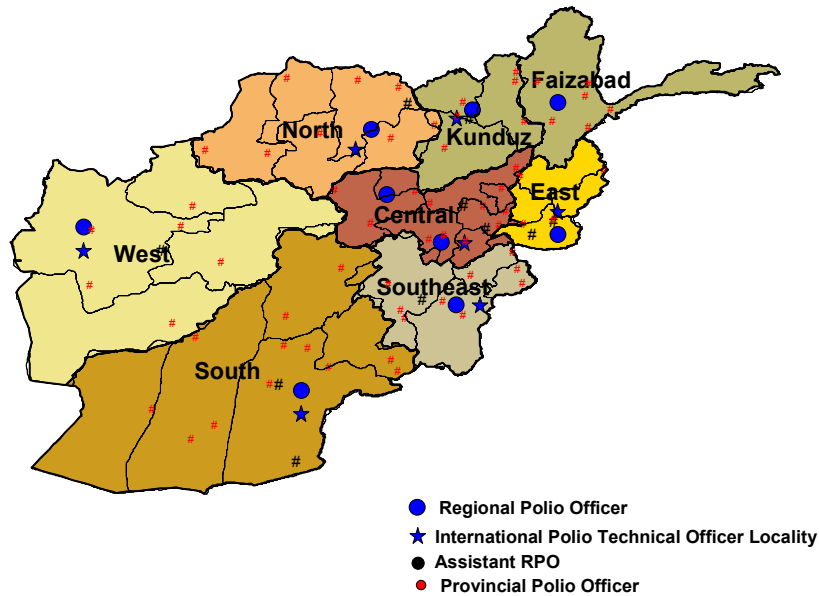 Faizabad
North
Kunduz
East
Central
West
Southeast
South
Regional Polio Officer
International Polio Technical Officer Locality
Assistant RPO
Provincial Polio Officer